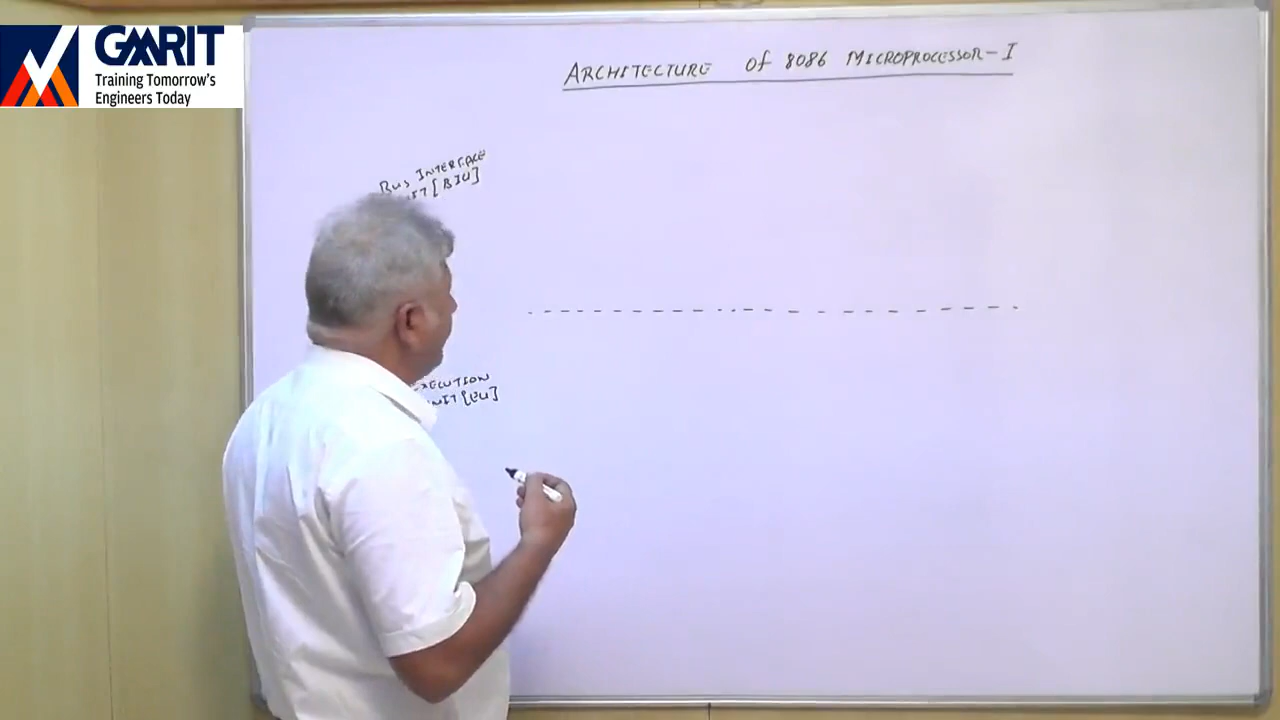 GMRIT
Training Tomorrow's
Engineers Today
ARCHITECTURE of 8086 MICROPROCESSOR-I
BUS INTERFACE
[BIU]
EXECUTION
[EU]